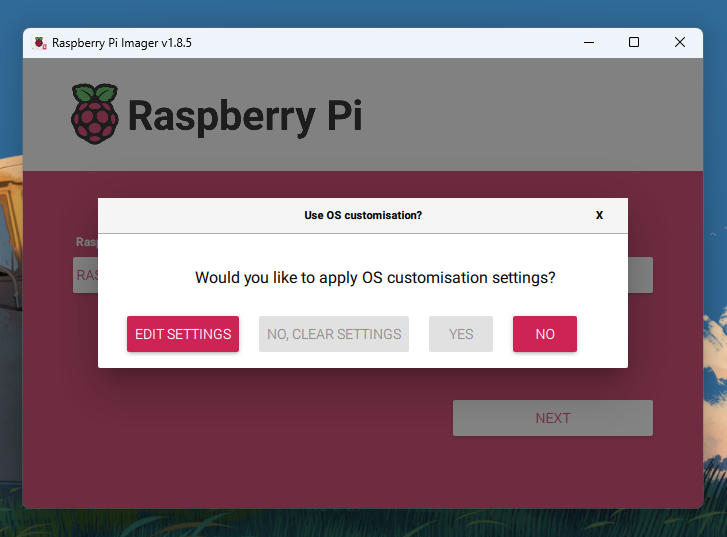 Raspberry Pi Imager v1.8.5
Raspberry Pi
Use OS customisation?
X
Rasp
Would you like to apply OS customisation settings?
RAS
EDIT SETTINGS
NO, CLEAR SETTINGS
YES
NO
NEXT